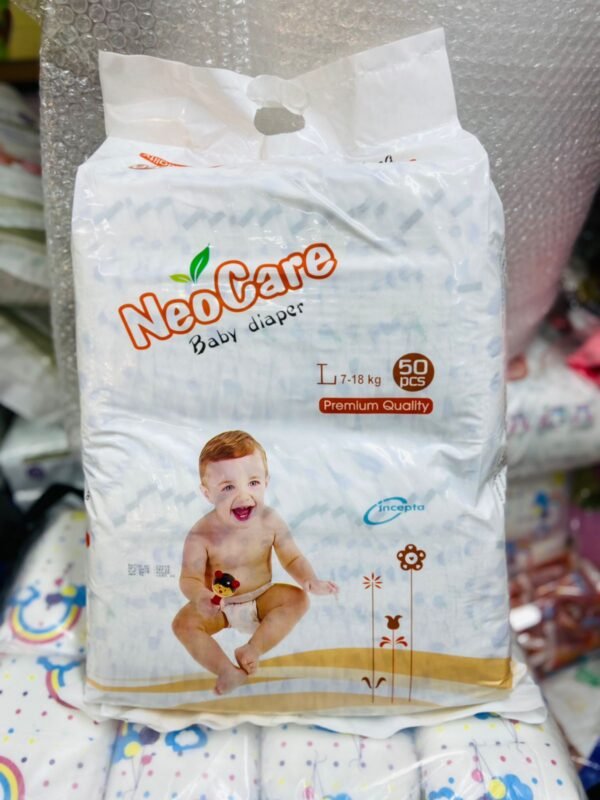 NeoCare
Baby diaper
L 7-18 kg
50 pcs
Premium Quality
incepta